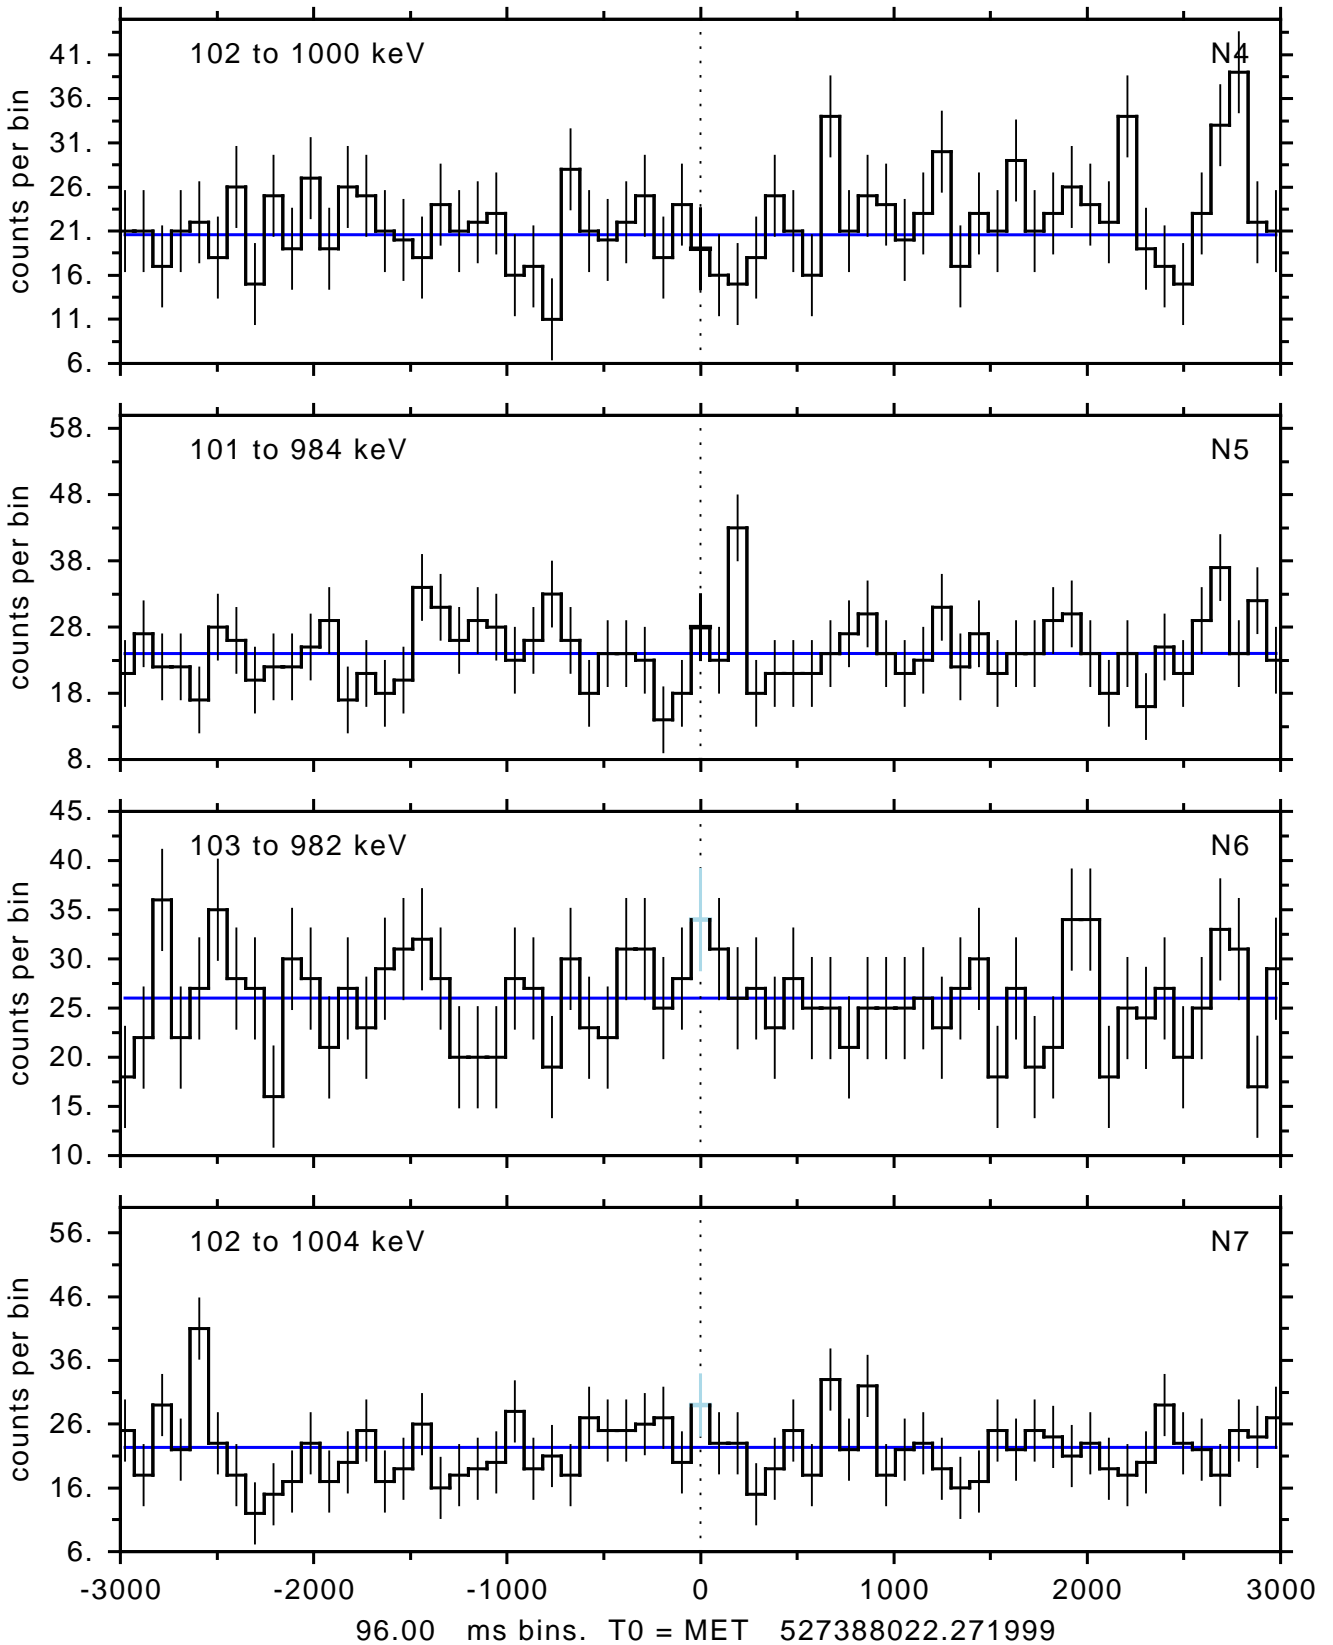 102 to 1000 keV N4
counts per bin
41.
36.
31.
26.
21.
16.
11.
6.
101 to 984 keV N5
counts per bin
58.
48.
38.
28.
18.
8.
103 to 982 keV N6
counts per bin
45.
40.
35.
30.
25.
20.
15.
10.
102 to 1004 keV N7
counts per bin
56.
46.
36.
26.
16.
6.
-3000 -2000 -1000 0 1000 2000 3000
96.00 ms bins. T0 = MET 527388022.271999